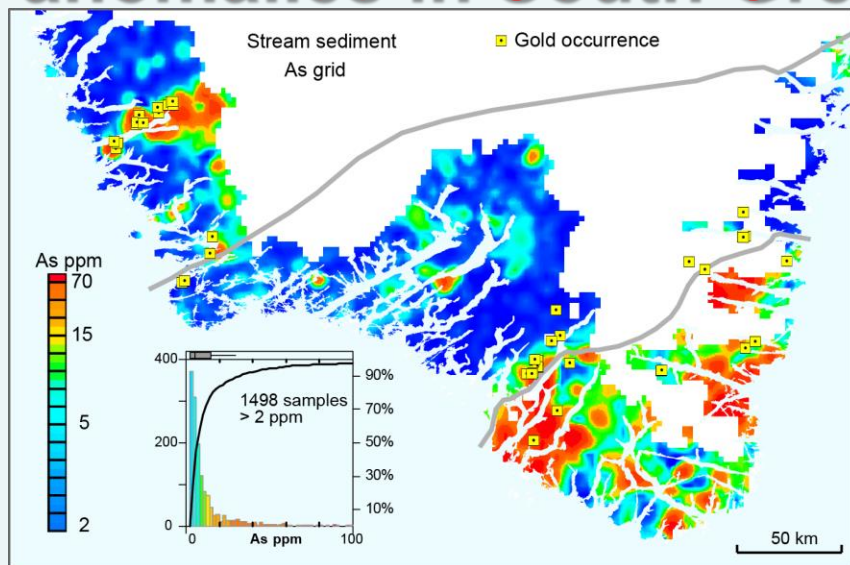 Stream sediment
As grid
Gold occurrence
As ppm
70
15
5
2
400
200
0
90%
70%
50%
30%
10%
1498 samples
> 2 ppm
0
As ppm
100
50 km